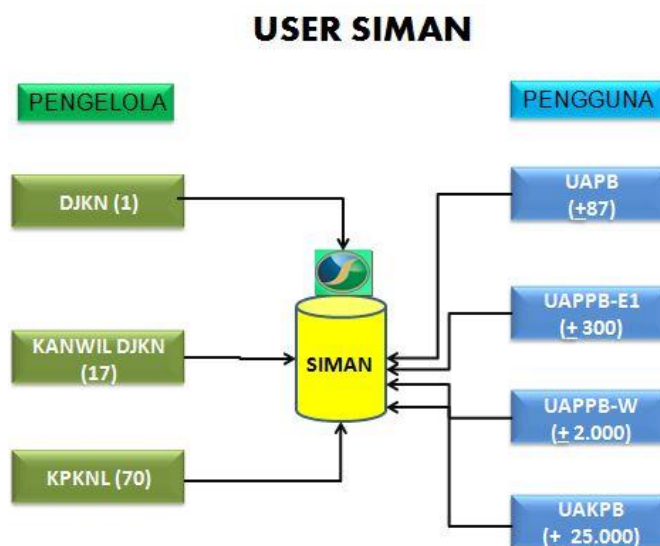 USER SIMAN
PENGELOLA
DJKN (1)
KANWIL DJKN
(17)
KPKNL (70)
SIMAN
PENGGUNA
UAPB
(±87)
UAPPB-E1
(± 300)
UAPPB-W
(± 2.000)
UAKPB
(+ 25.000)